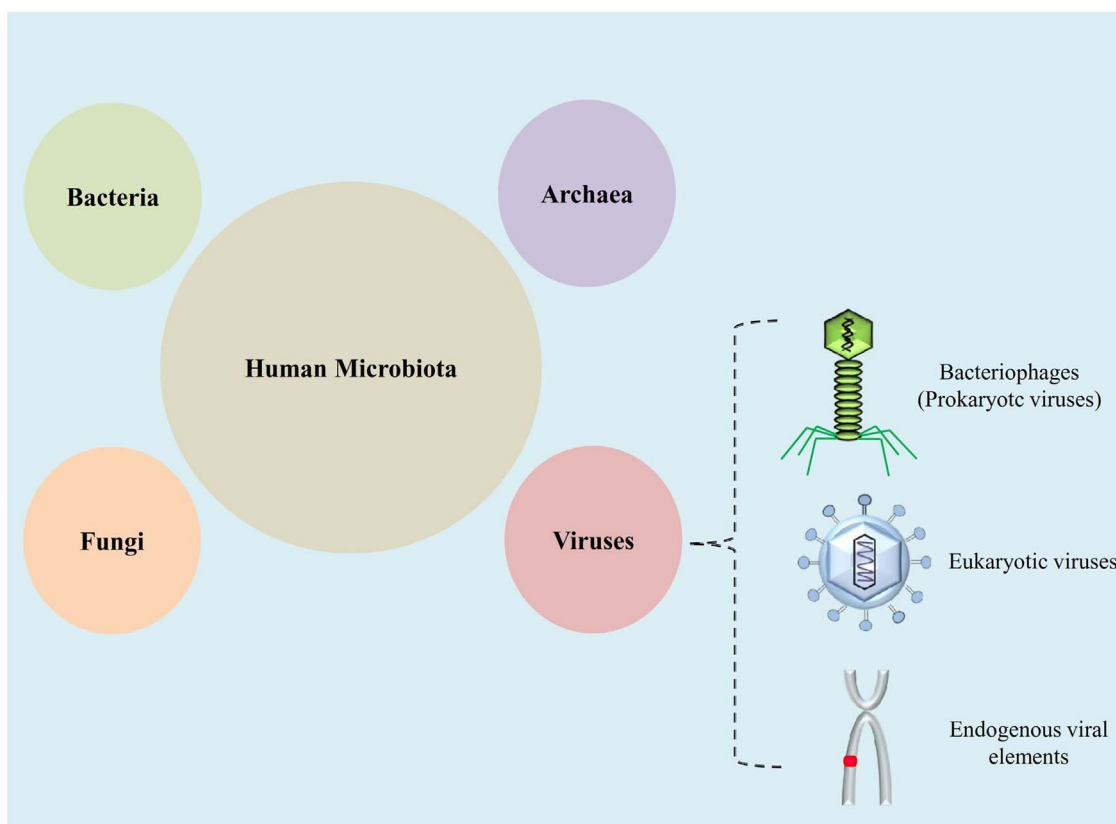 Bacteria
Archaea
Human Microbiota
Fungi
Viruses
Bacteriophages
(Prokaryotc viruses)
Eukaryotic viruses
Endogenous viral
elements